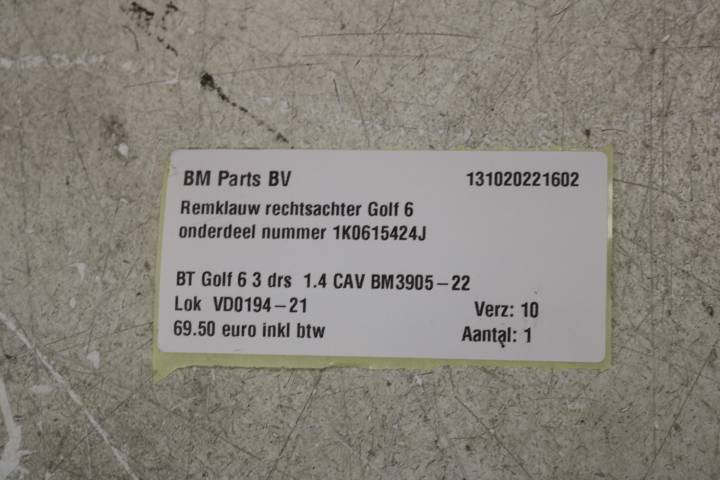 BM Parts BV 131020221602
Remklauw rechtsachter Golf 6
onderdeel nummer 1K0615424J
BT Golf 6 3 drs 1.4 CAV BM3905-22
Lok VD0194-21 Verz: 10
69.50 euro inkl btw Aantal: 1